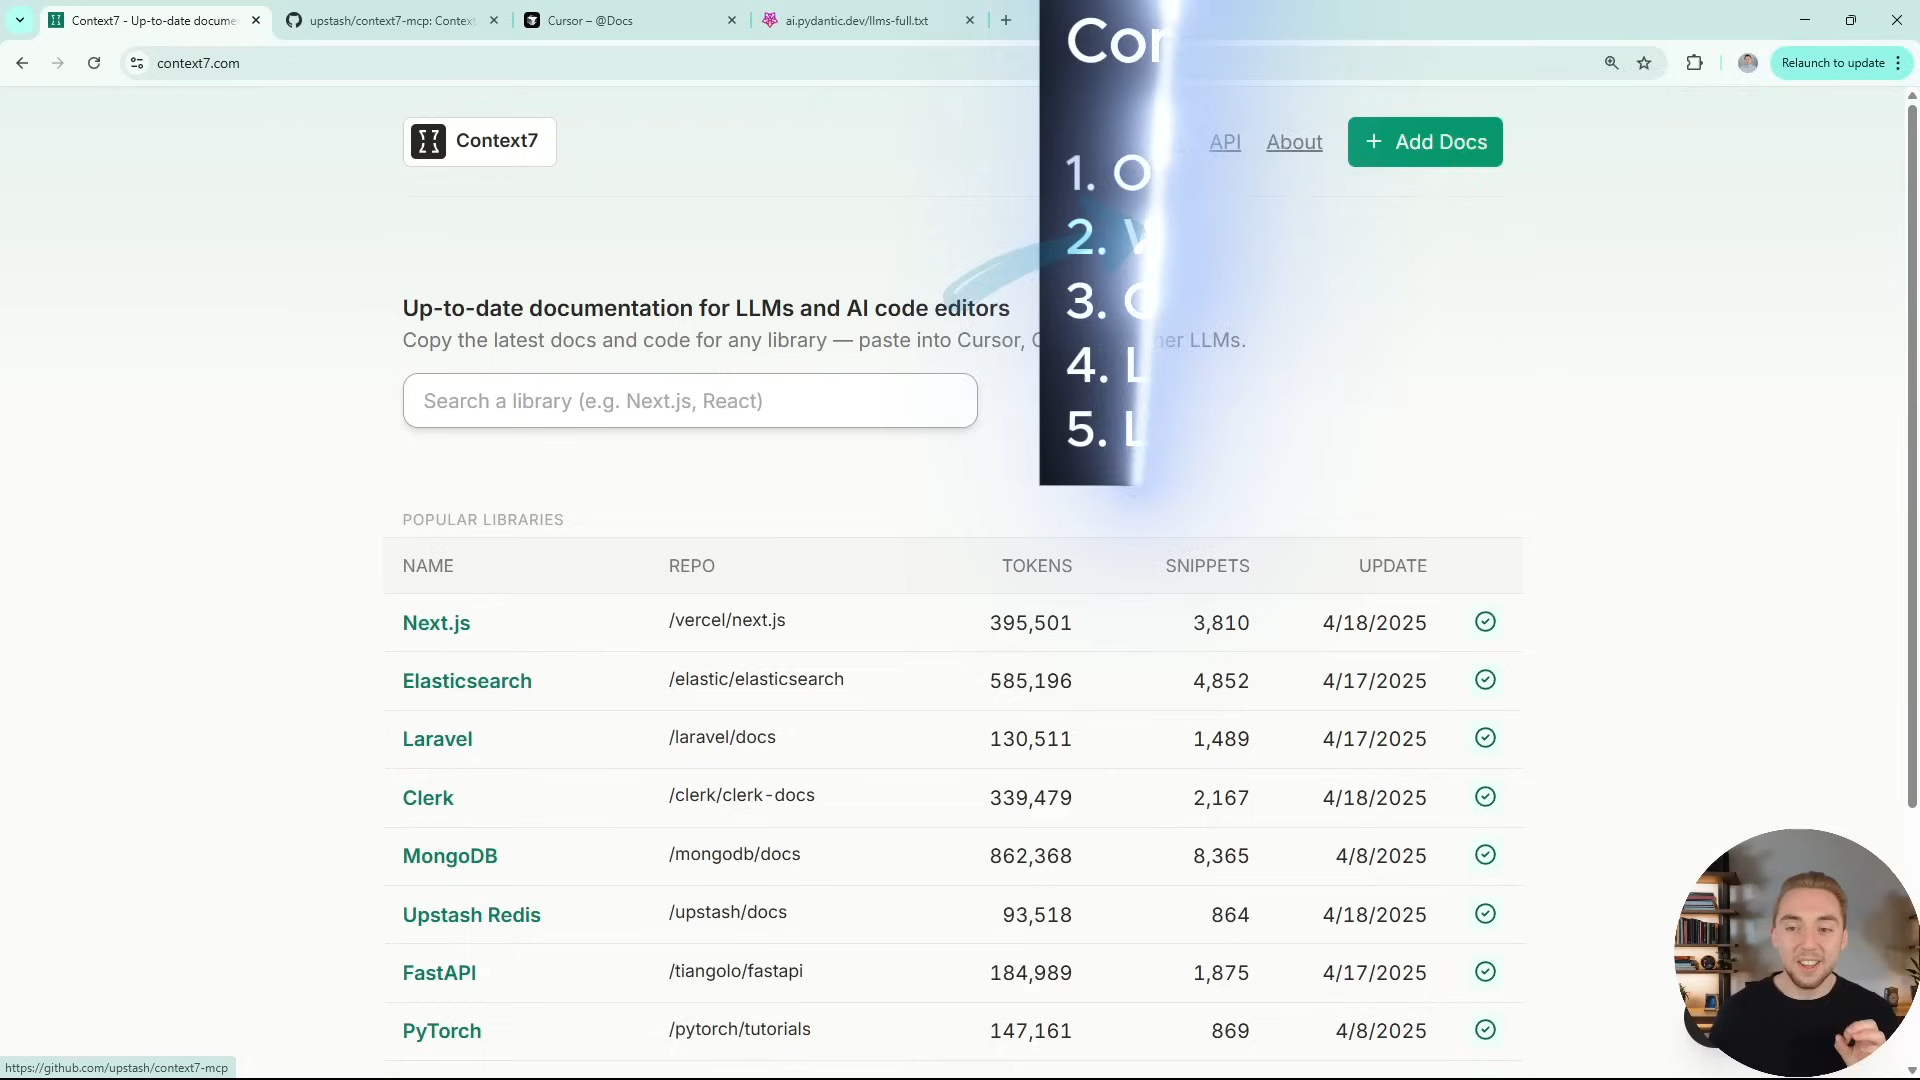 Context7 - Up-to-date docume
upstash/context7-mcp: Context
Cursor – @Docs
ai.pydantic.dev/llms-full.txt
context7.com
Relaunch to update
Context7
API
About
+ Add Docs
Up-to-date documentation for LLMs and AI code editors
Copy the latest docs and code for any library — paste into Cursor, LLMs.
Search a library (e.g. Next.js, React)
1.
2.
3.
4.
5.
POPULAR LIBRARIES
NAME REPO TOKENS SNIPPETS UPDATE
Next.js /vercel/next.js 395,501 3,810 4/18/2025
Elasticsearch /elastic/elasticsearch 585,196 4,852 4/17/2025
Laravel /laravel/docs 130,511 1,489 4/17/2025
Clerk /clerk/clerk-docs 339,479 2,167 4/18/2025
MongoDB /mongodb/docs 862,368 8,365 4/8/2025
Upstash Redis /upstash/docs 93,518 864 4/18/2025
FastAPI /tiangolo/fastapi 184,989 1,875 4/17/2025
PyTorch /pytorch/tutorials 147,161 869 4/8/2025
https://github.com/upstash/context7-mcp